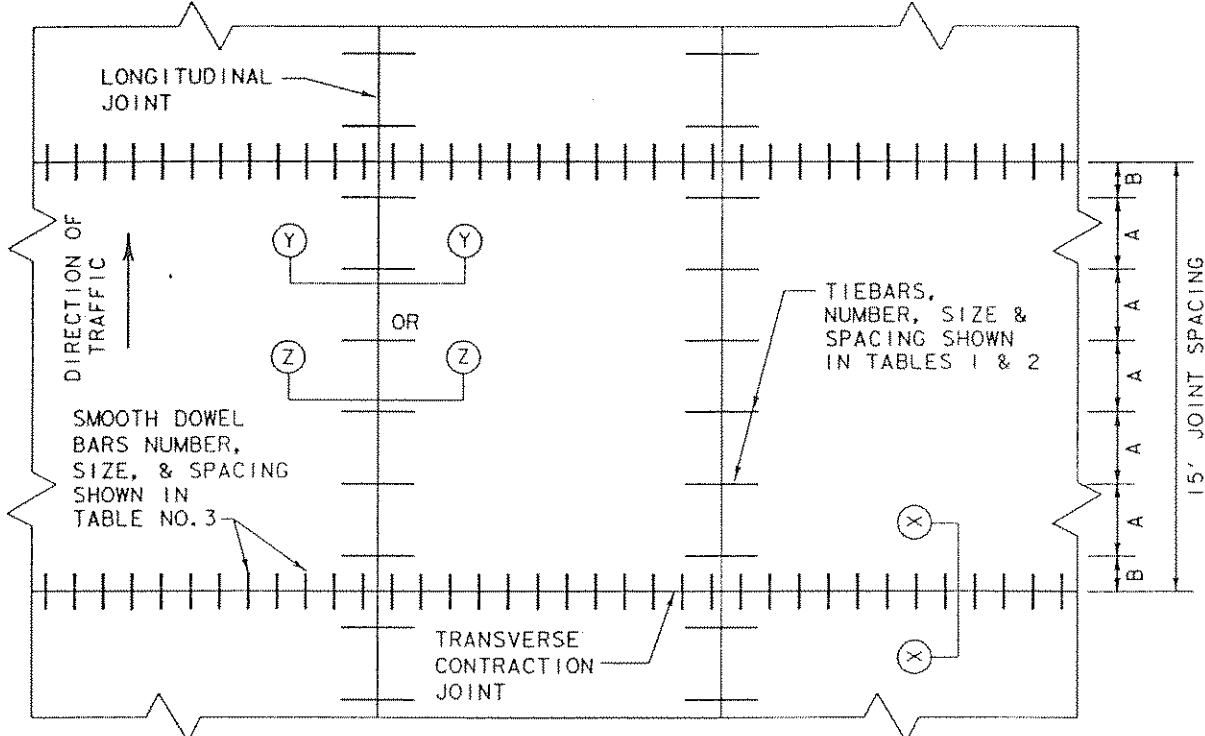 LONGITUDINAL
JOINT
DIRECTION OF
TRAFFIC
Y
Y
OR
Z
Z
TIEBARS,
NUMBER, SIZE &
SPACING SHOWN
IN TABLES 1 & 2
SMOOTH DOWEL
BARS NUMBER,
SIZE, & SPACING
SHOWN IN
TABLE NO.3
TRANSVERSE
CONTRACTION
JOINT
X
X
B
A
A
A
A
A
B
15' JOINT SPACING